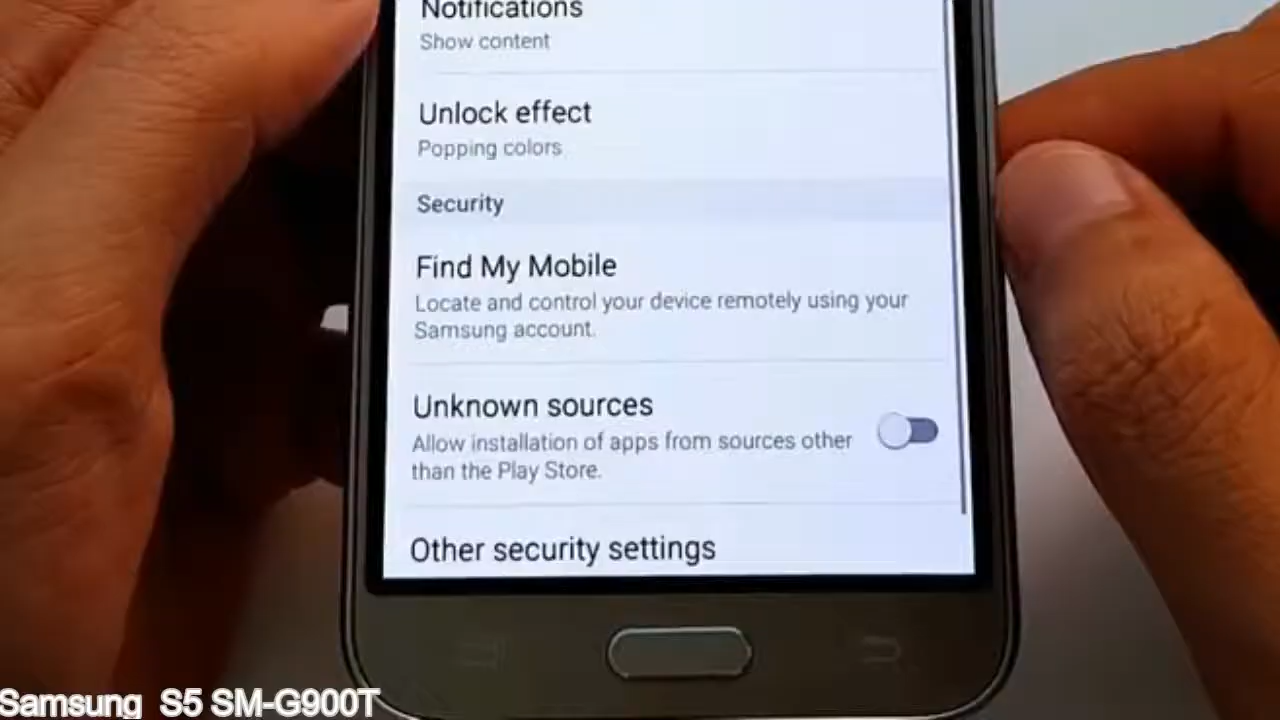 Notifications
Show content
Unlock effect
Popping colors
Security
Find My Mobile
Locate and control your device remotely using your
Samsung account.
Unknown sources
Allow installation of apps from sources other
than the Play Store.
Other security settings
Samsung S5 SM-G900T